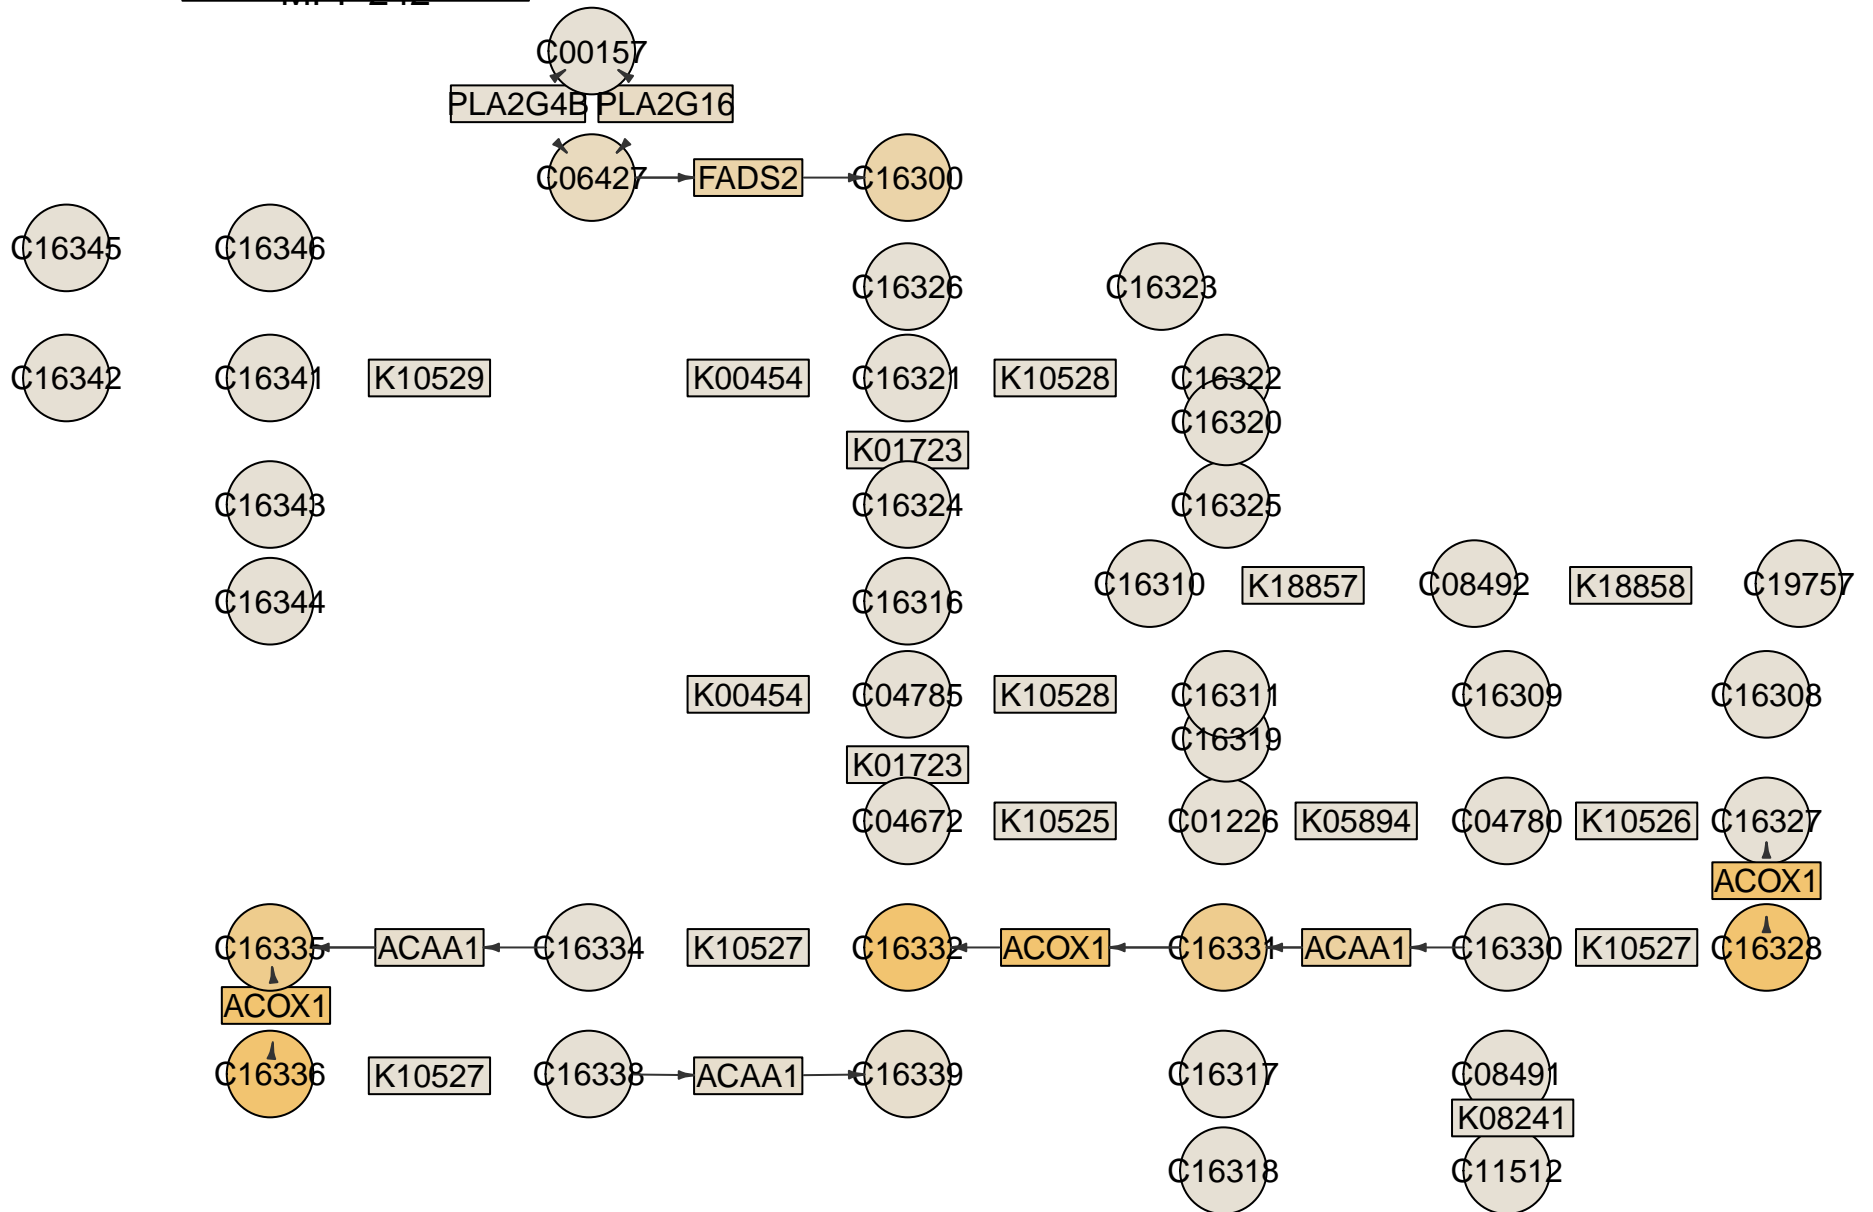 C00157
PLA2G4B PLA2G16
C06427 FADS2 C16300
C16345 C16346
C16326 C16323
C16342 C16341 K10529 K00454 C16321 K10528 C16322
C16320
K01723
C16343 C16324 C16325
C16310 K18857 C08492 K18858 C19757
C16344 C16316
K00454 C04785 K10528 C16311 C16309 C16308
C16319
K01723
C04672 K10525 C01226 K05894 C04780 K10526 C16327
ACOX1
C16335 ACAA1 C16334 K10527 C16332 ACOX1 C16331 ACAA1 C16330 K10527 C16328
ACOX1
C16336 K10527 C16338 ACAA1 C16339 C16317 C08491
K08241
C16318 C11512